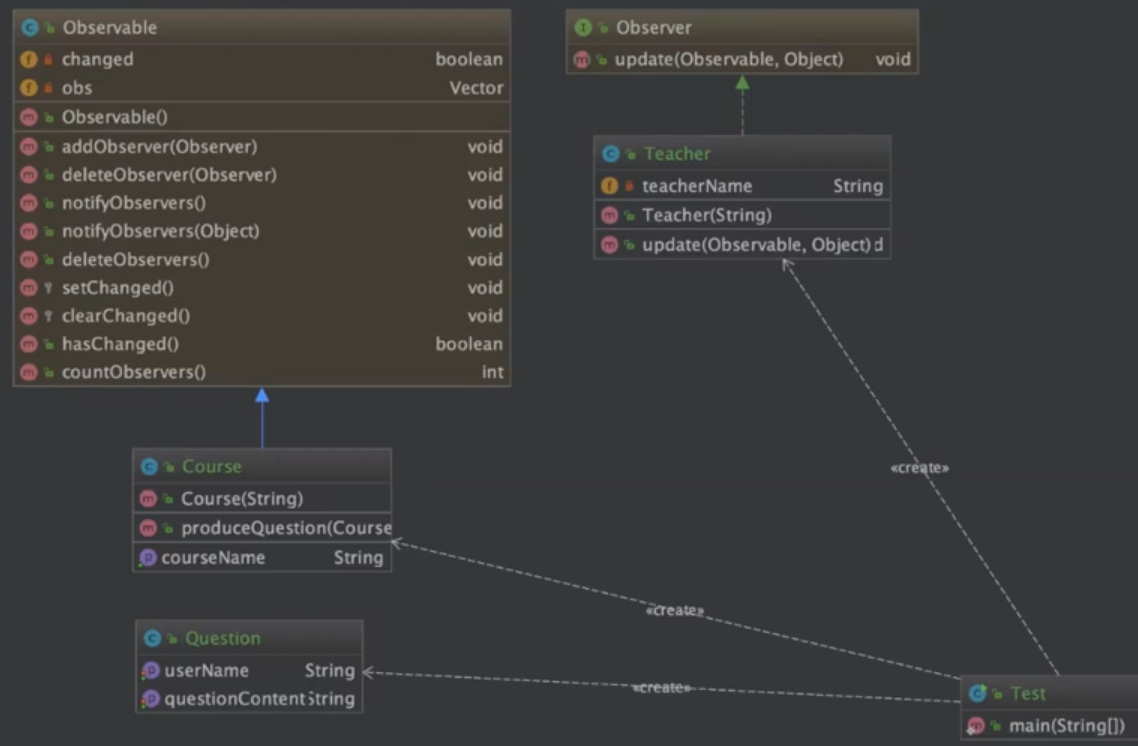 Observable
changed boolean
obs Vector
Observable()
addObserver(Observer) void
deleteObserver(Observer) void
notifyObservers() void
notifyObservers(Object) void
deleteObservers() void
setChanged() void
clearChanged() void
hasChanged() boolean
countObservers() int
Observer
update(Observable, Object) void
Teacher
teacherName String
Teacher(String)
update(Observable, Object) d
Course
Course(String)
produceQuestion(Course
courseName String
Question
userName String
questionContent String
«create»
«create»
«create»
Test
main(String[])